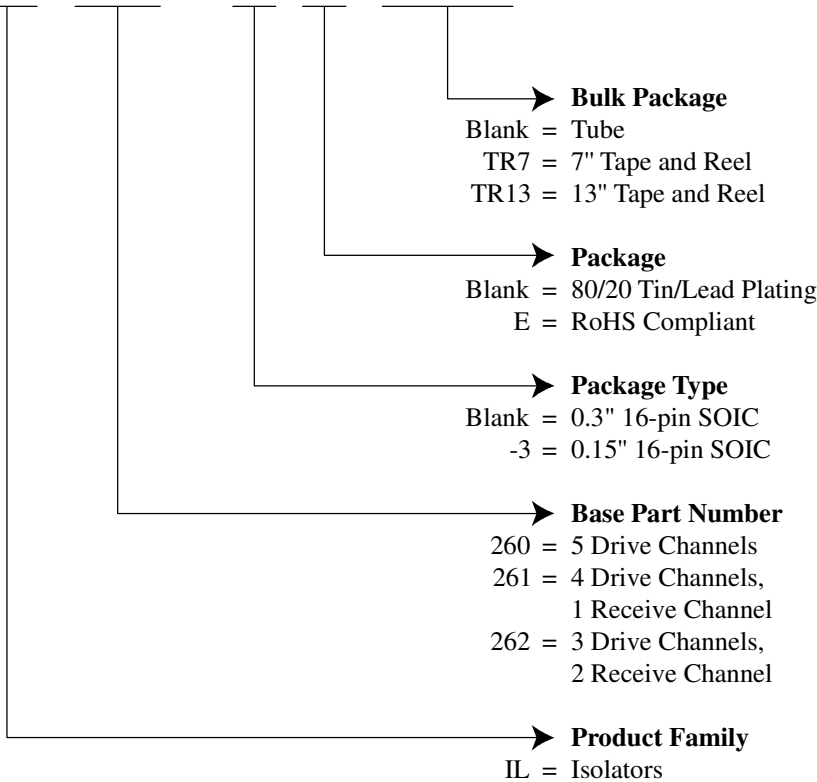 Bulk Package
Blank = Tube
TR7 = 7" Tape and Reel
TR13 = 13" Tape and Reel
Package
Blank = 80/20 Tin/Lead Plating
E = RoHS Compliant
Package Type
Blank = 0.3" 16-pin SOIC
-3 = 0.15" 16-pin SOIC
Base Part Number
260 = 5 Drive Channels
261 = 4 Drive Channels,
1 Receive Channel
262 = 3 Drive Channels,
2 Receive Channel
Product Family
IL = Isolators